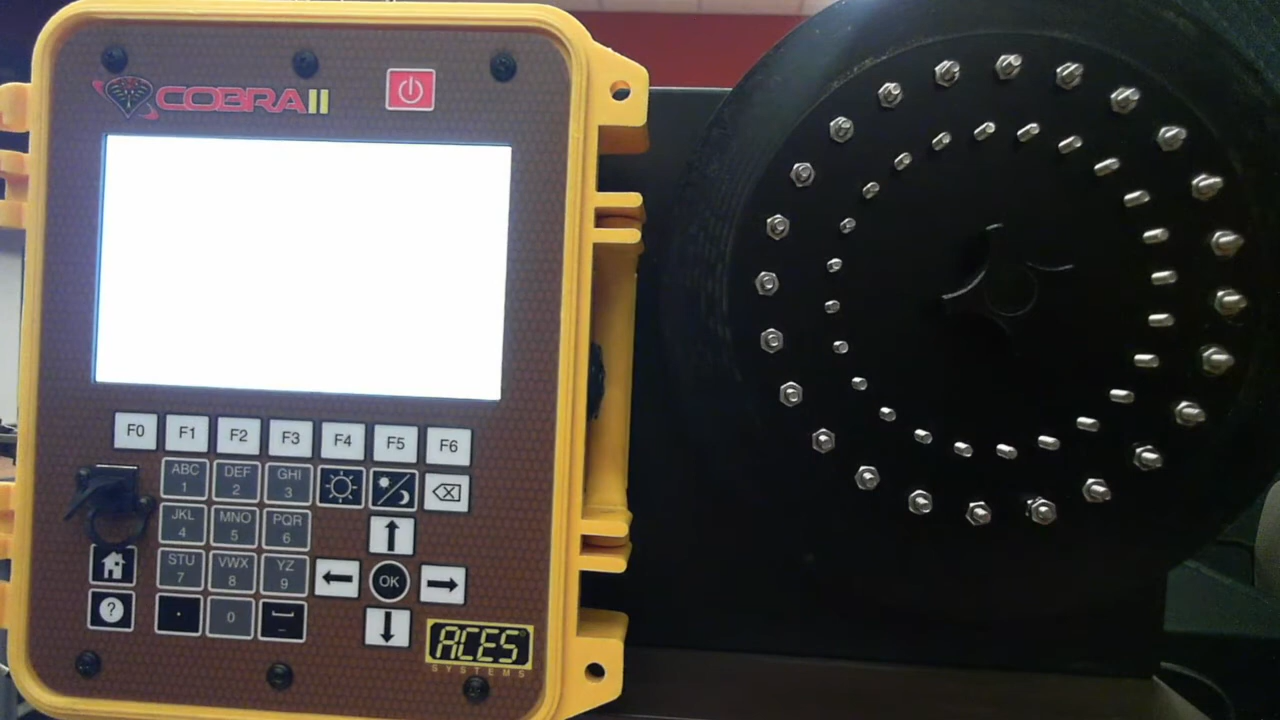 COBRA II
F0 F1 F2 F3 F4 F5 F6
ABC DEF GHI
1 2 3
JKL MNO PQR
4 5 6
STU VWX YZ
7 8 9
OK
?
. 0
ACES
SYSTEMS